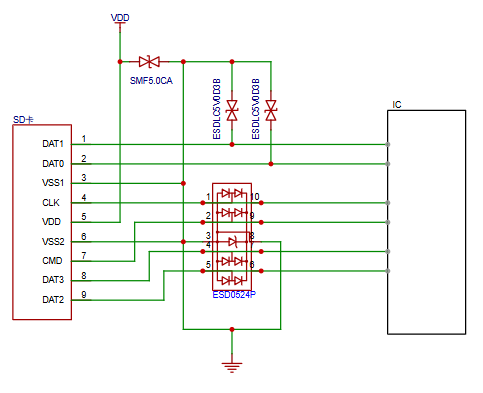 VDD
SMF5.0CA
ESDLC5V0D3B
ESDLC5V0D3B
IC
SD卡
DAT1 1
DAT0 2
VSS1 3
CLK 4
VDD 5
VSS2 6
CMD 7
DAT3 8
DAT2 9
1 10
2 9
3 8
4
5 6
ESD0524P